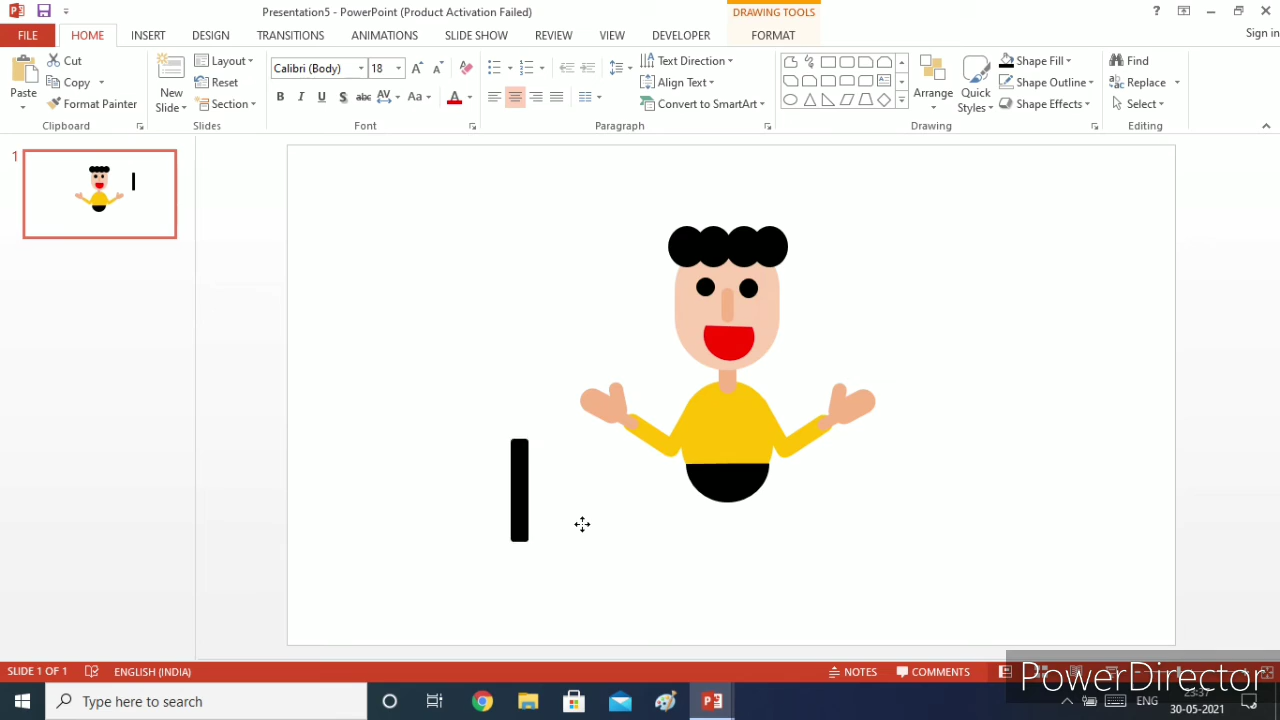 Presentation5 - PowerPoint (Product Activation Failed)
DRAWING TOOLS
?
FILE HOME INSERT DESIGN TRANSITIONS ANIMATIONS SLIDE SHOW REVIEW VIEW DEVELOPER FORMAT Sign in
Paste
Cut
Copy
Format Painter
Clipboard
New Slide
Layout
Reset
Section
Slides
Calibri (Body) 18
B I U S abc AV Aa A
Font
Text Direction
Align Text
Convert to SmartArt
Paragraph
Arrange
Quick Styles
Shape Fill
Shape Outline
Shape Effects
Drawing
Find
Replace
Select
Editing
1
SLIDE 1 OF 1 ENGLISH (INDIA) NOTES COMMENTS
PowerDirector
Type here to search
ENG
23:37
30-05-2021